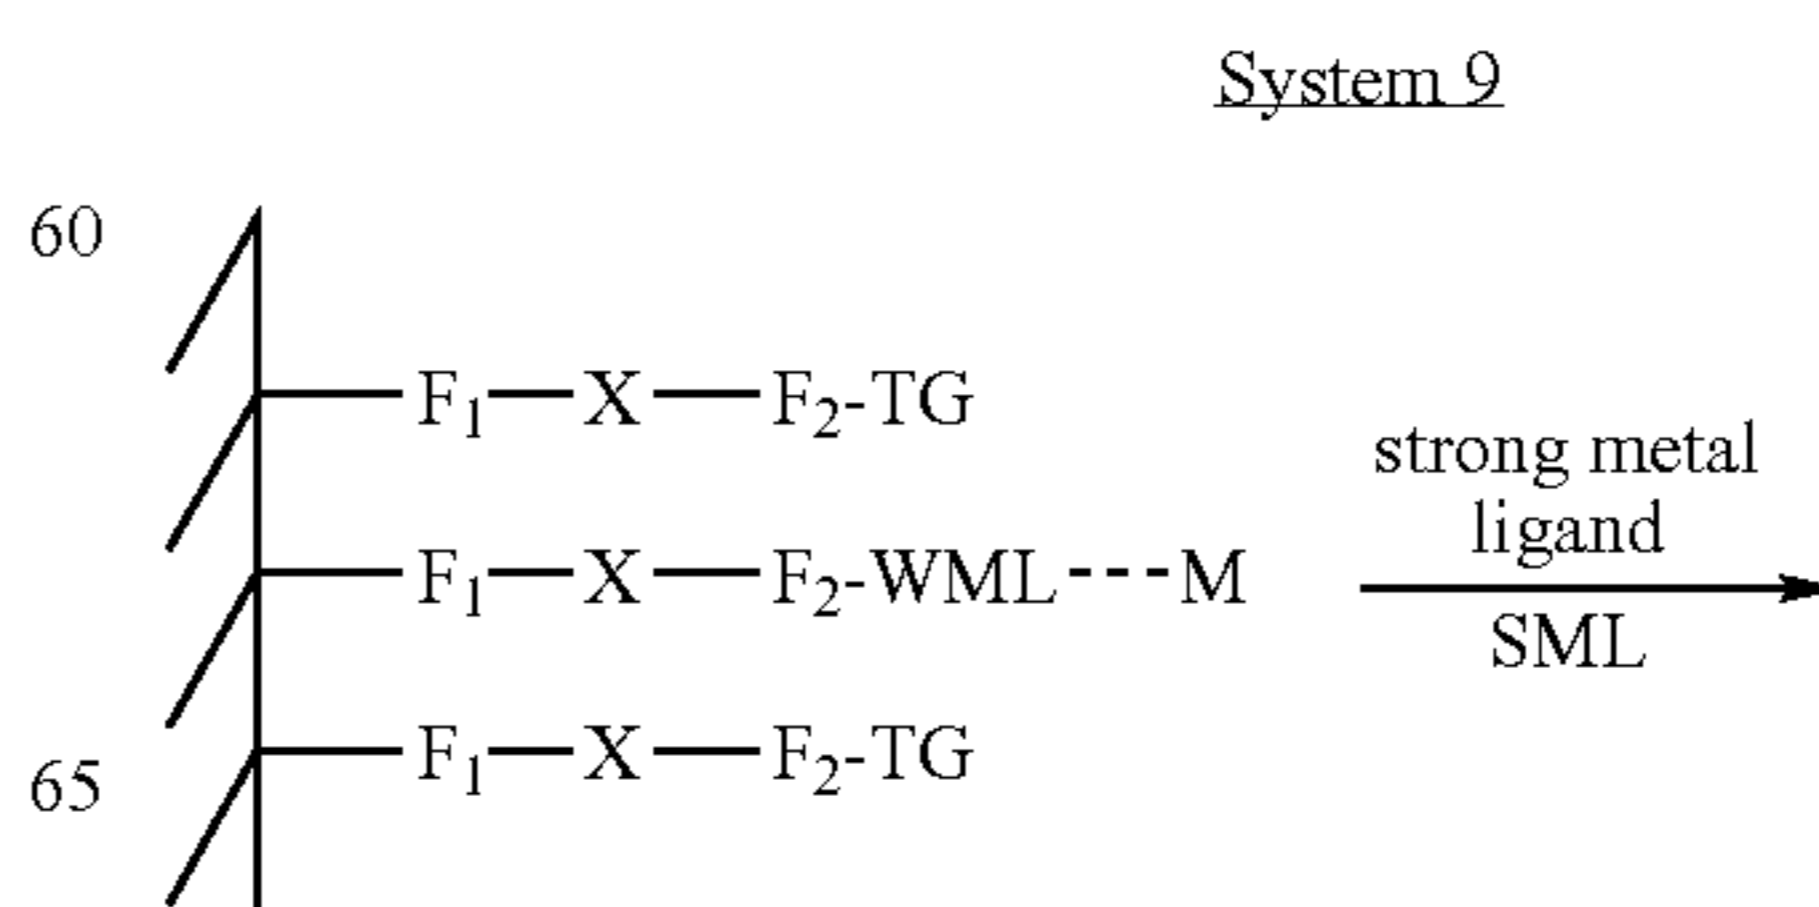 System 9
60
F₁—X—F₂-TG
strong metal
ligand
F₁—X—F₂-WML---M
SML
F₁—X—F₂-TG
65